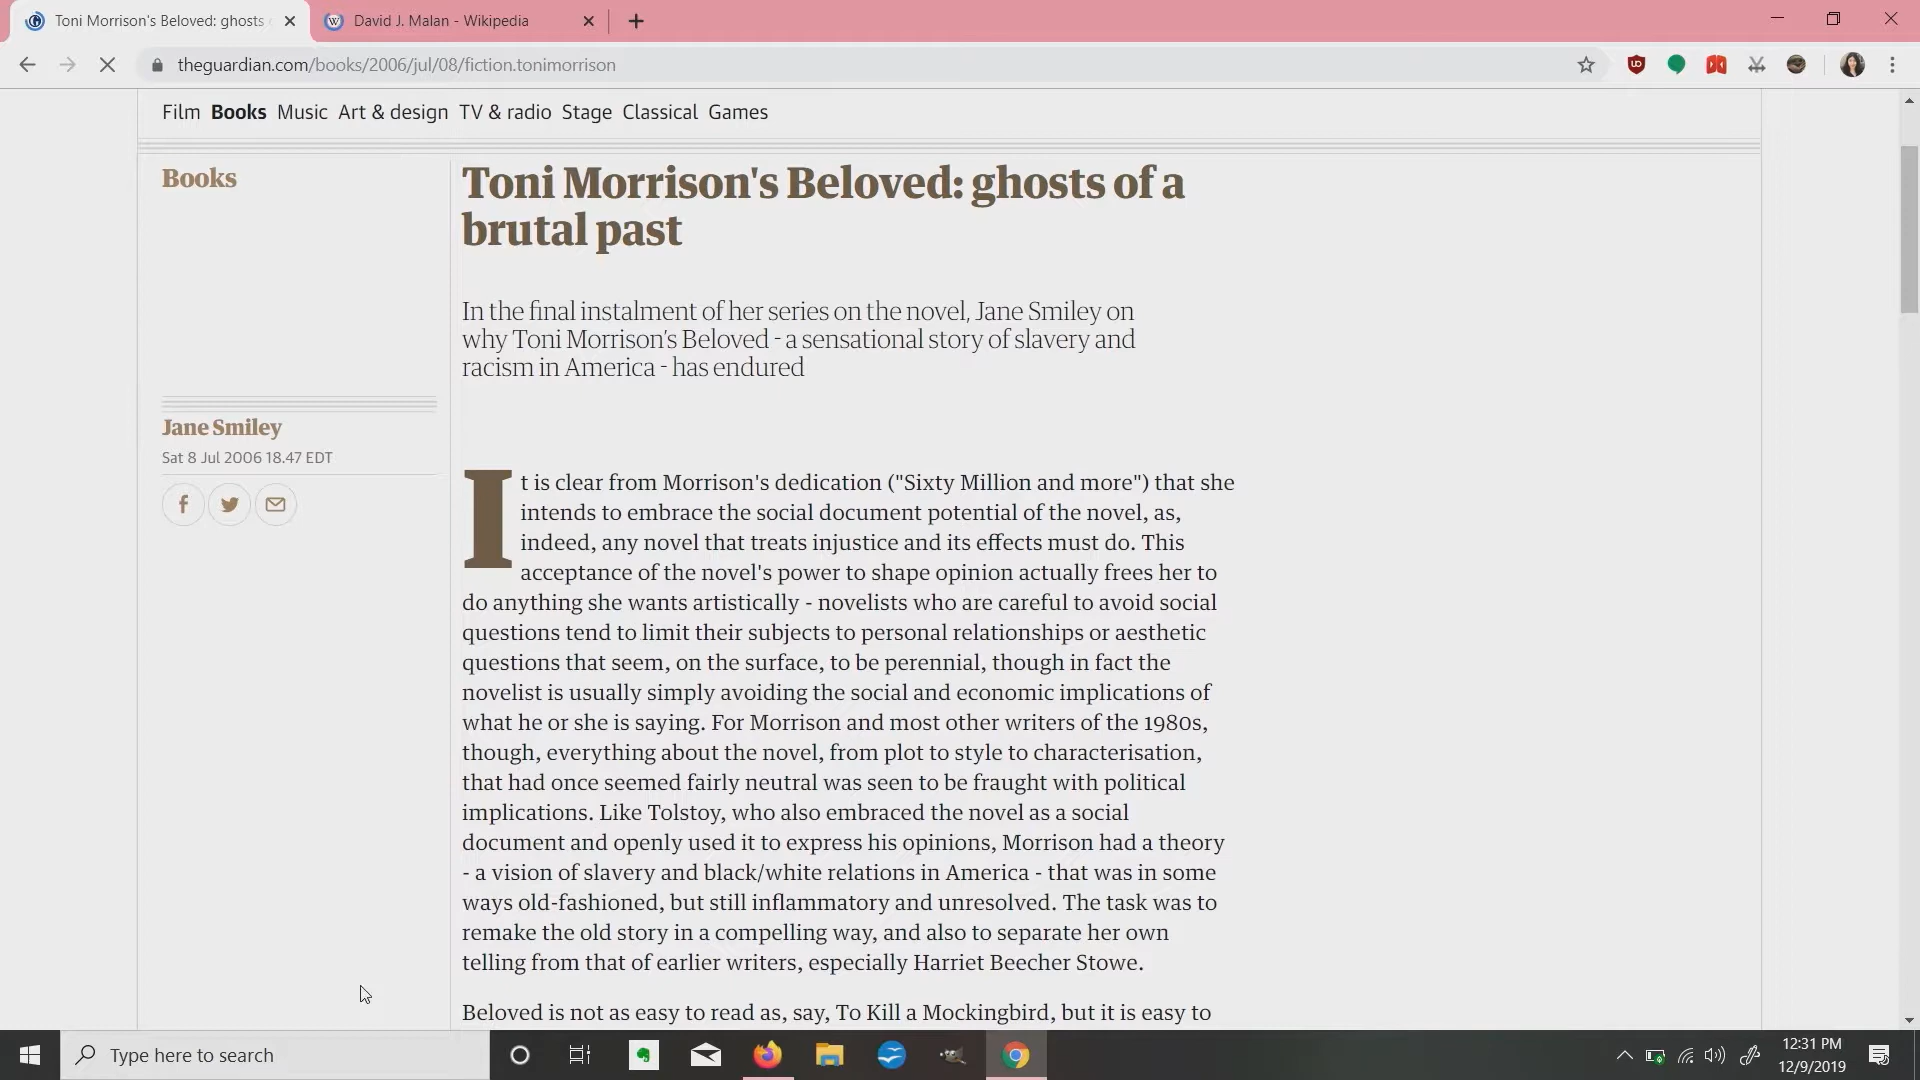 Toni Morrison's Beloved: ghosts
David J. Malan - Wikipedia
theguardian.com/books/2006/jul/08/fiction.tonimorrison
Film Books Music Art & design TV & radio Stage Classical Games
Books
Toni Morrison's Beloved: ghosts of a
brutal past
In the final instalment of her series on the novel, Jane Smiley on
why Toni Morrison’s Beloved - a sensational story of slavery and
racism in America - has endured
Jane Smiley
Sat 8 Jul 2006 18.47 EDT
It is clear from Morrison's dedication ("Sixty Million and more") that she
intends to embrace the social document potential of the novel, as,
indeed, any novel that treats injustice and its effects must do. This
acceptance of the novel's power to shape opinion actually frees her to
do anything she wants artistically - novelists who are careful to avoid social
questions tend to limit their subjects to personal relationships or aesthetic
questions that seem, on the surface, to be perennial, though in fact the
novelist is usually simply avoiding the social and economic implications of
what he or she is saying. For Morrison and most other writers of the 1980s,
though, everything about the novel, from plot to style to characterisation,
that had once seemed fairly neutral was seen to be fraught with political
implications. Like Tolstoy, who also embraced the novel as a social
document and openly used it to express his opinions, Morrison had a theory
- a vision of slavery and black/white relations in America - that was in some
ways old-fashioned, but still inflammatory and unresolved. The task was to
remake the old story in a compelling way, and also to separate her own
telling from that of earlier writers, especially Harriet Beecher Stowe.
Beloved is not as easy to read as, say, To Kill a Mockingbird, but it is easy to
Type here to search
12:31 PM
12/9/2019